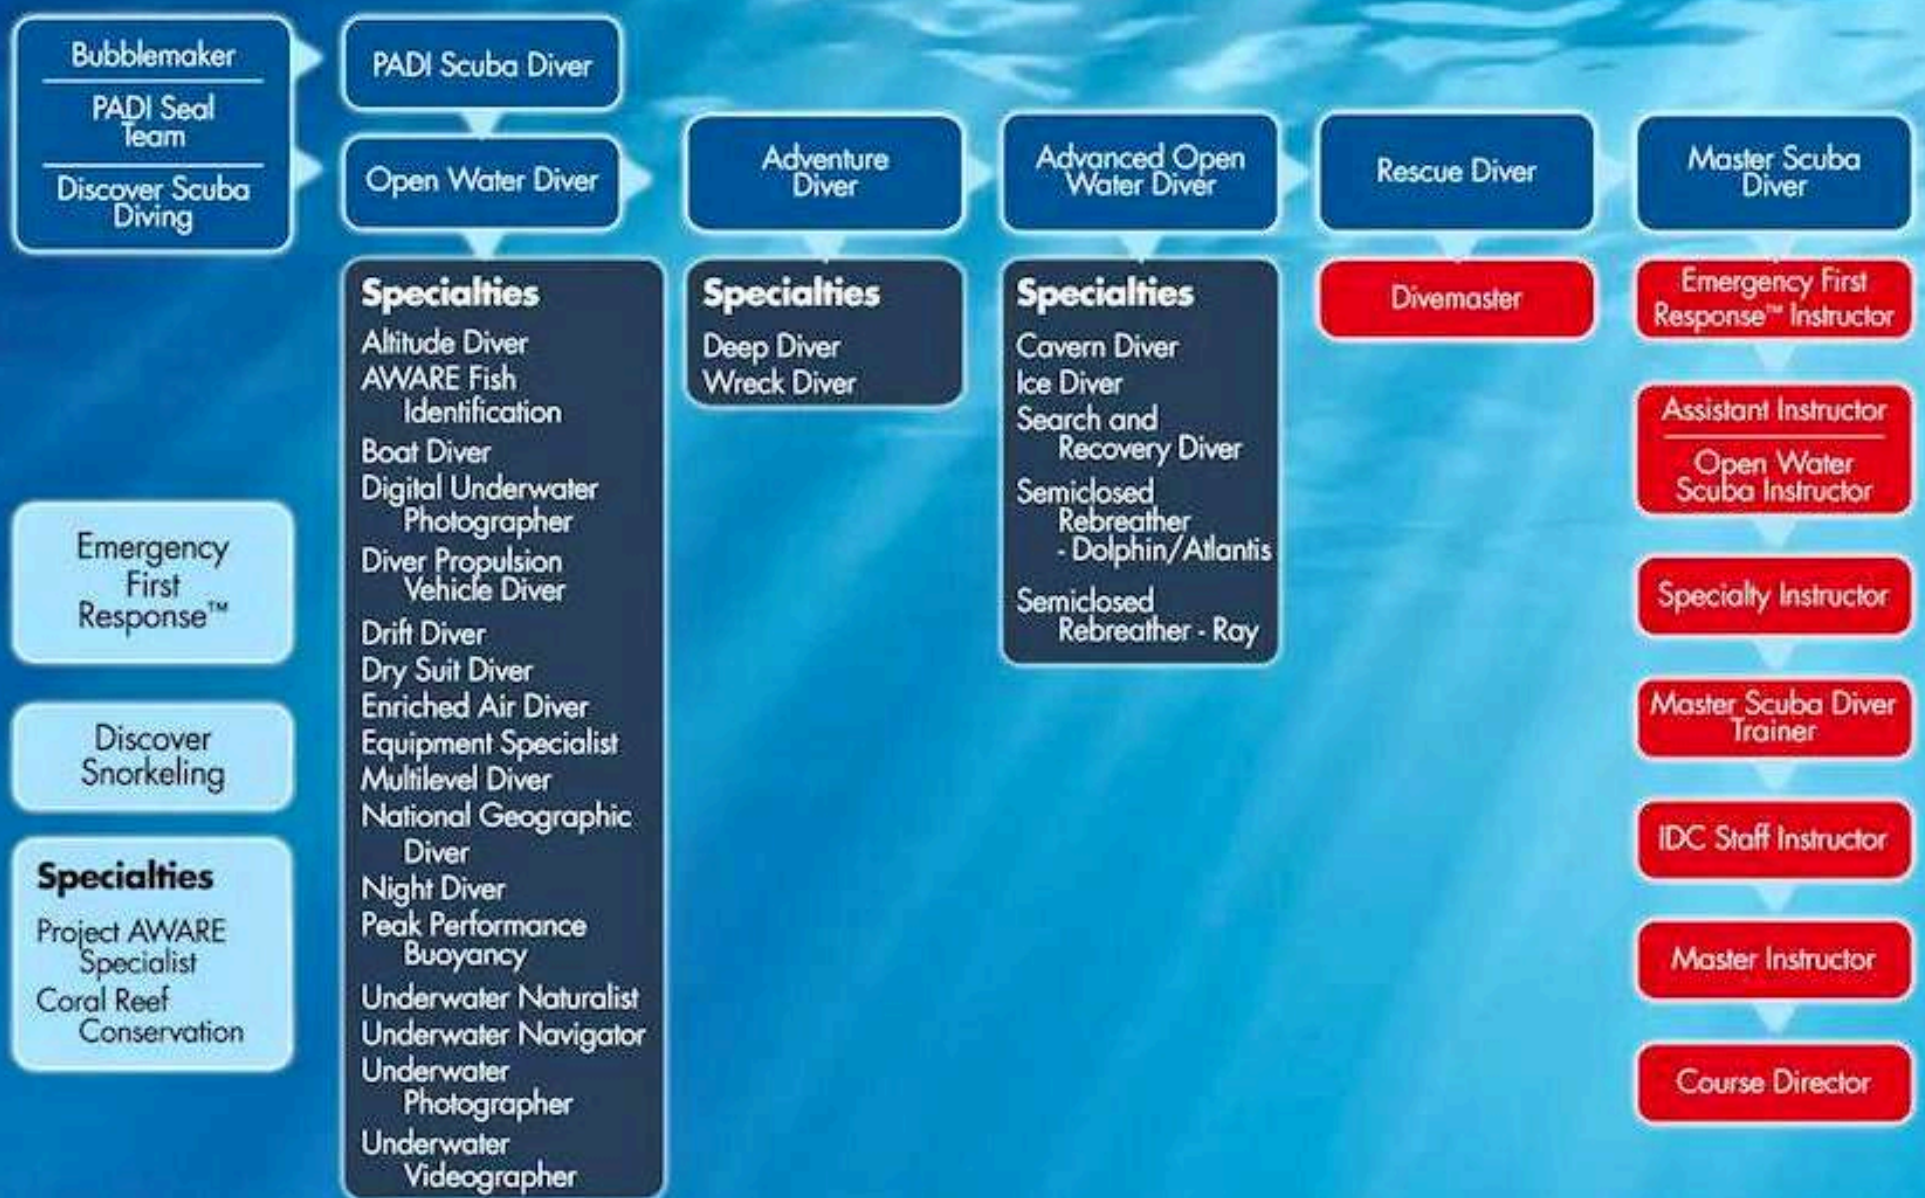 Bubblemaker
PADI Seal
Team
Discover Scuba
Diving
PADI Scuba Diver
Open Water Diver
Adventure
Diver
Advanced Open
Water Diver
Rescue Diver
Master Scuba
Diver
Specialties
Altitude Diver
AWARE Fish
Identification
Boat Diver
Digital Underwater
Photographer
Diver Propulsion
Vehicle Diver
Drift Diver
Dry Suit Diver
Enriched Air Diver
Equipment Specialist
Multilevel Diver
National Geographic
Diver
Night Diver
Peak Performance
Buoyancy
Underwater Naturalist
Underwater Navigator
Underwater
Photographer
Underwater
Videographer
Specialties
Deep Diver
Wreck Diver
Specialties
Cavern Diver
Ice Diver
Search and
Recovery Diver
Semiclosed
Rebreather
- Dolphin/Atlantis
Semiclosed
Rebreather - Ray
Divemaster
Emergency First
Response™ Instructor
Assistant Instructor
Open Water
Scuba Instructor
Specialty Instructor
Master Scuba Diver
Trainer
IDC Staff Instructor
Master Instructor
Course Director
Emergency
First
Response™
Discover
Snorkeling
Specialties
Project AWARE
Specialist
Coral Reef
Conservation